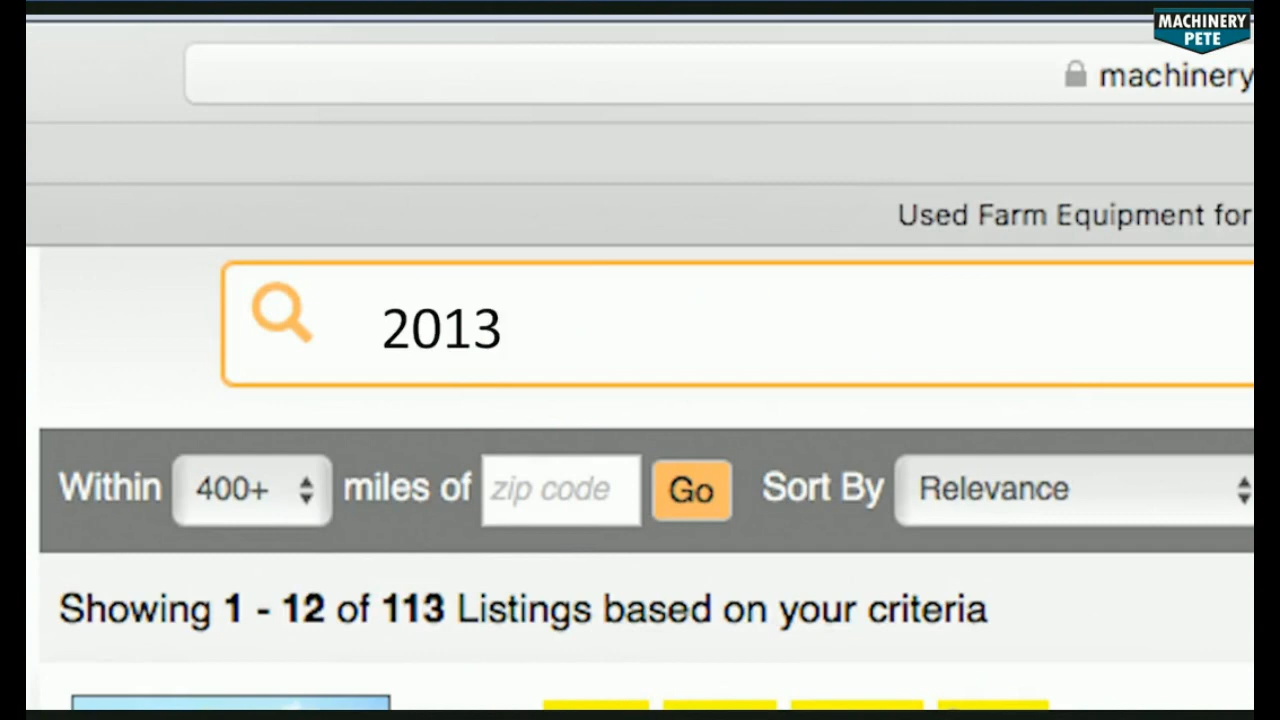 MACHINERY
PETE
machinery
Used Farm Equipment for
2013
Within 400+ miles of zip code Go Sort By Relevance
Showing 1 - 12 of 113 Listings based on your criteria